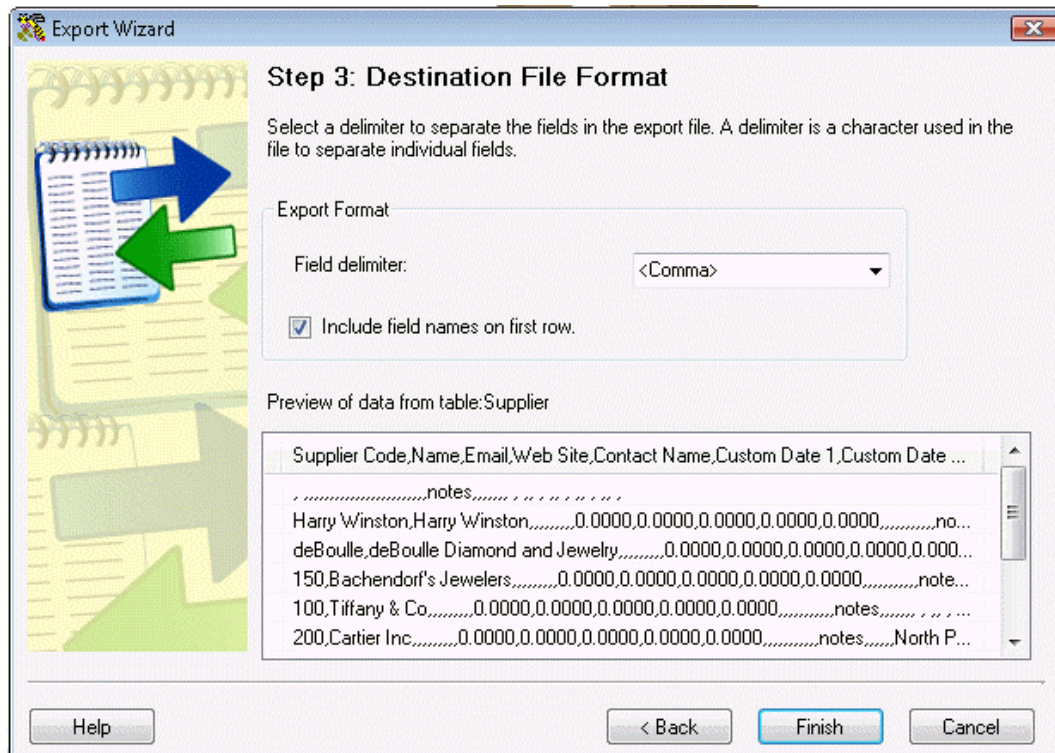 Export Wizard
Step 3: Destination File Format
Select a delimiter to separate the fields in the export file. A delimiter is a character used in the
file to separate individual fields.
Export Format
Field delimiter:
<Comma>
Include field names on first row.
Preview of data from table:Supplier
Supplier Code,Name,Email,Web Site,Contact Name,Custom Date 1,Custom Date ...
, ,,,,,,,,,,,,,,,,,,,,,,,,notes,,,,,,, , ,, , ,, , ,, ,, ,
Harry Winston,Harry Winston,,,,,,,,0.0000,0.0000,0.0000,0.0000,0.0000,,,,,,,,,,,no...
deBoulle,deBoulle Diamond and Jewelry,,,,,,,,0.0000,0.0000,0.0000,0.0000,0.000...
150,Bachendorf's Jewelers,,,,,,,,0.0000,0.0000,0.0000,0.0000,0.0000,,,,,,,,,,,note...
100,Tiffany & Co,,,,,,,,0.0000,0.0000,0.0000,0.0000,0.0000,,,,,,,,,,,notes,,,,,,, , ,, , ...
200,Cartier Inc,,,,,,,,0.0000,0.0000,0.0000,0.0000,0.0000,,,,,,,,,,,notes,,,,,,North P...
Help
< Back
Finish
Cancel